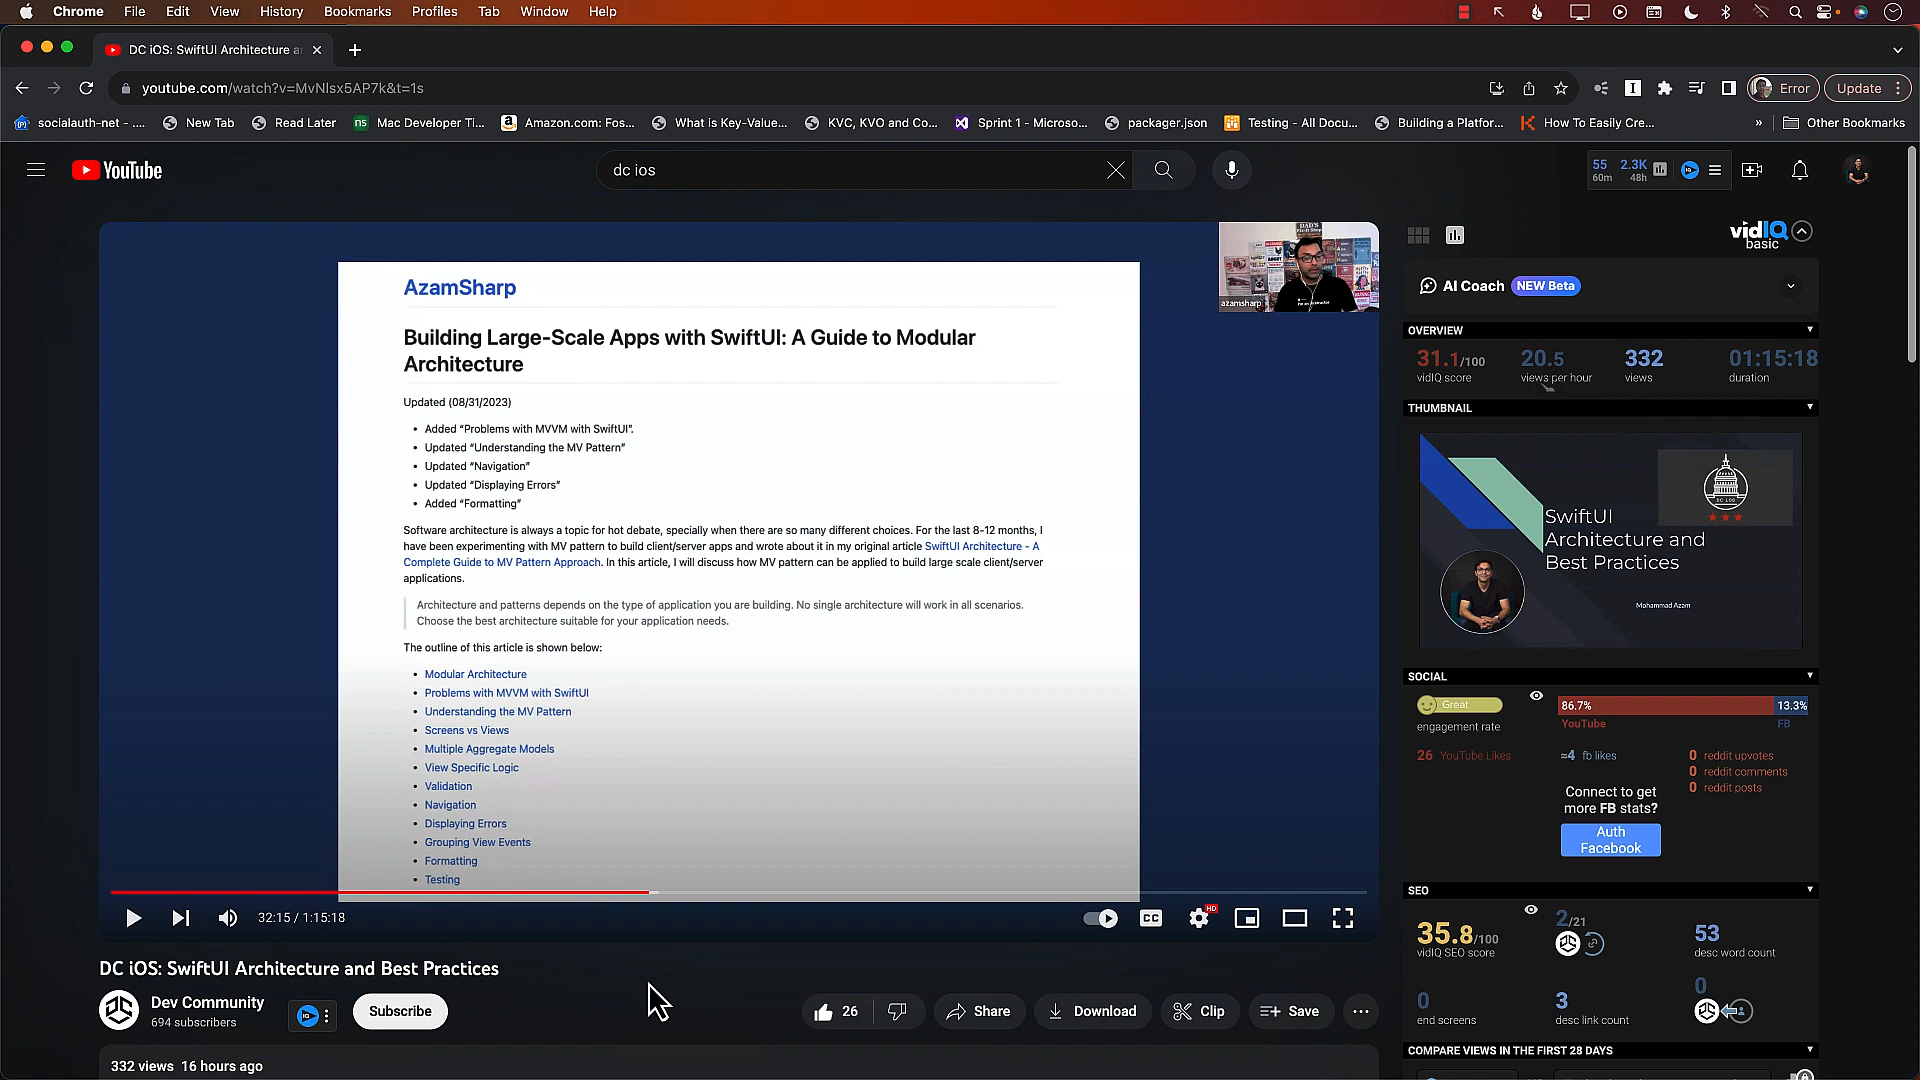 Chrome File Edit View History Bookmarks Profiles Tab Window Help
DC iOS: SwiftUI Architecture a
youtube.com/watch?v=MvNlsx5AP7k&t=1s
Error
Update
socialauth-net - ....
New Tab
Read Later
Mac Developer Ti...
Amazon.com: Fos...
What is Key-Value...
KVC, KVO and Co...
Sprint 1 - Microso...
packager.json
Testing - All Docu...
Building a Platfor...
How To Easily Cre...
»
Other Bookmarks
YouTube
dc ios
55 2.3K
60m 48h
AzamSharp
Building Large-Scale Apps with SwiftUI: A Guide to Modular
Architecture
Updated (08/31/2023)
• Added “Problems with MVVM with SwiftUI”.
• Updated “Understanding the MV Pattern”
• Updated “Navigation”
• Updated “Displaying Errors”
• Added “Formatting”
Software architecture is always a topic for hot debate, specially when there are so many different choices. For the last 8-12 months, I
have been experimenting with MV pattern to build client/server apps and wrote about it in my original article SwiftUI Architecture - A
Complete Guide to MV Pattern Approach. In this article, I will discuss how MV pattern can be applied to build large scale client/server
applications.
Architecture and patterns depends on the type of application you are building. No single architecture will work in all scenarios.
Choose the best architecture suitable for your application needs.
The outline of this article is shown below:
• Modular Architecture
• Problems with MVVM with SwiftUI
• Understanding the MV Pattern
• Screens vs Views
• Multiple Aggregate Models
• View Specific Logic
• Validation
• Navigation
• Displaying Errors
• Grouping View Events
• Formatting
• Testing
azamsharp
32:15 / 1:15:18
CC
HD
DC iOS: SwiftUI Architecture and Best Practices
Dev Community
694 subscribers
Subscribe
26
Share
Download
Clip
Save
332 views 16 hours ago
vidIQ
basic
AI Coach NEW Beta
OVERVIEW
31.1/100 20.5 332 01:15:18
vidIQ score views per hour views duration
THUMBNAIL
DC IOS
SwiftUI
Architecture and
Best Practices
Mohammad Azam
SOCIAL
Great
engagement rate
86.7% 13.3%
YouTube FB
26 YouTube Likes
≈4 fb likes
0 reddit upvotes
0 reddit comments
0 reddit posts
Connect to get
more FB stats?
Auth
Facebook
SEO
35.8/100
vidIQ SEO score
2/21
53
desc word count
0
end screens
3
desc link count
0
COMPARE VIEWS IN THE FIRST 28 DAYS